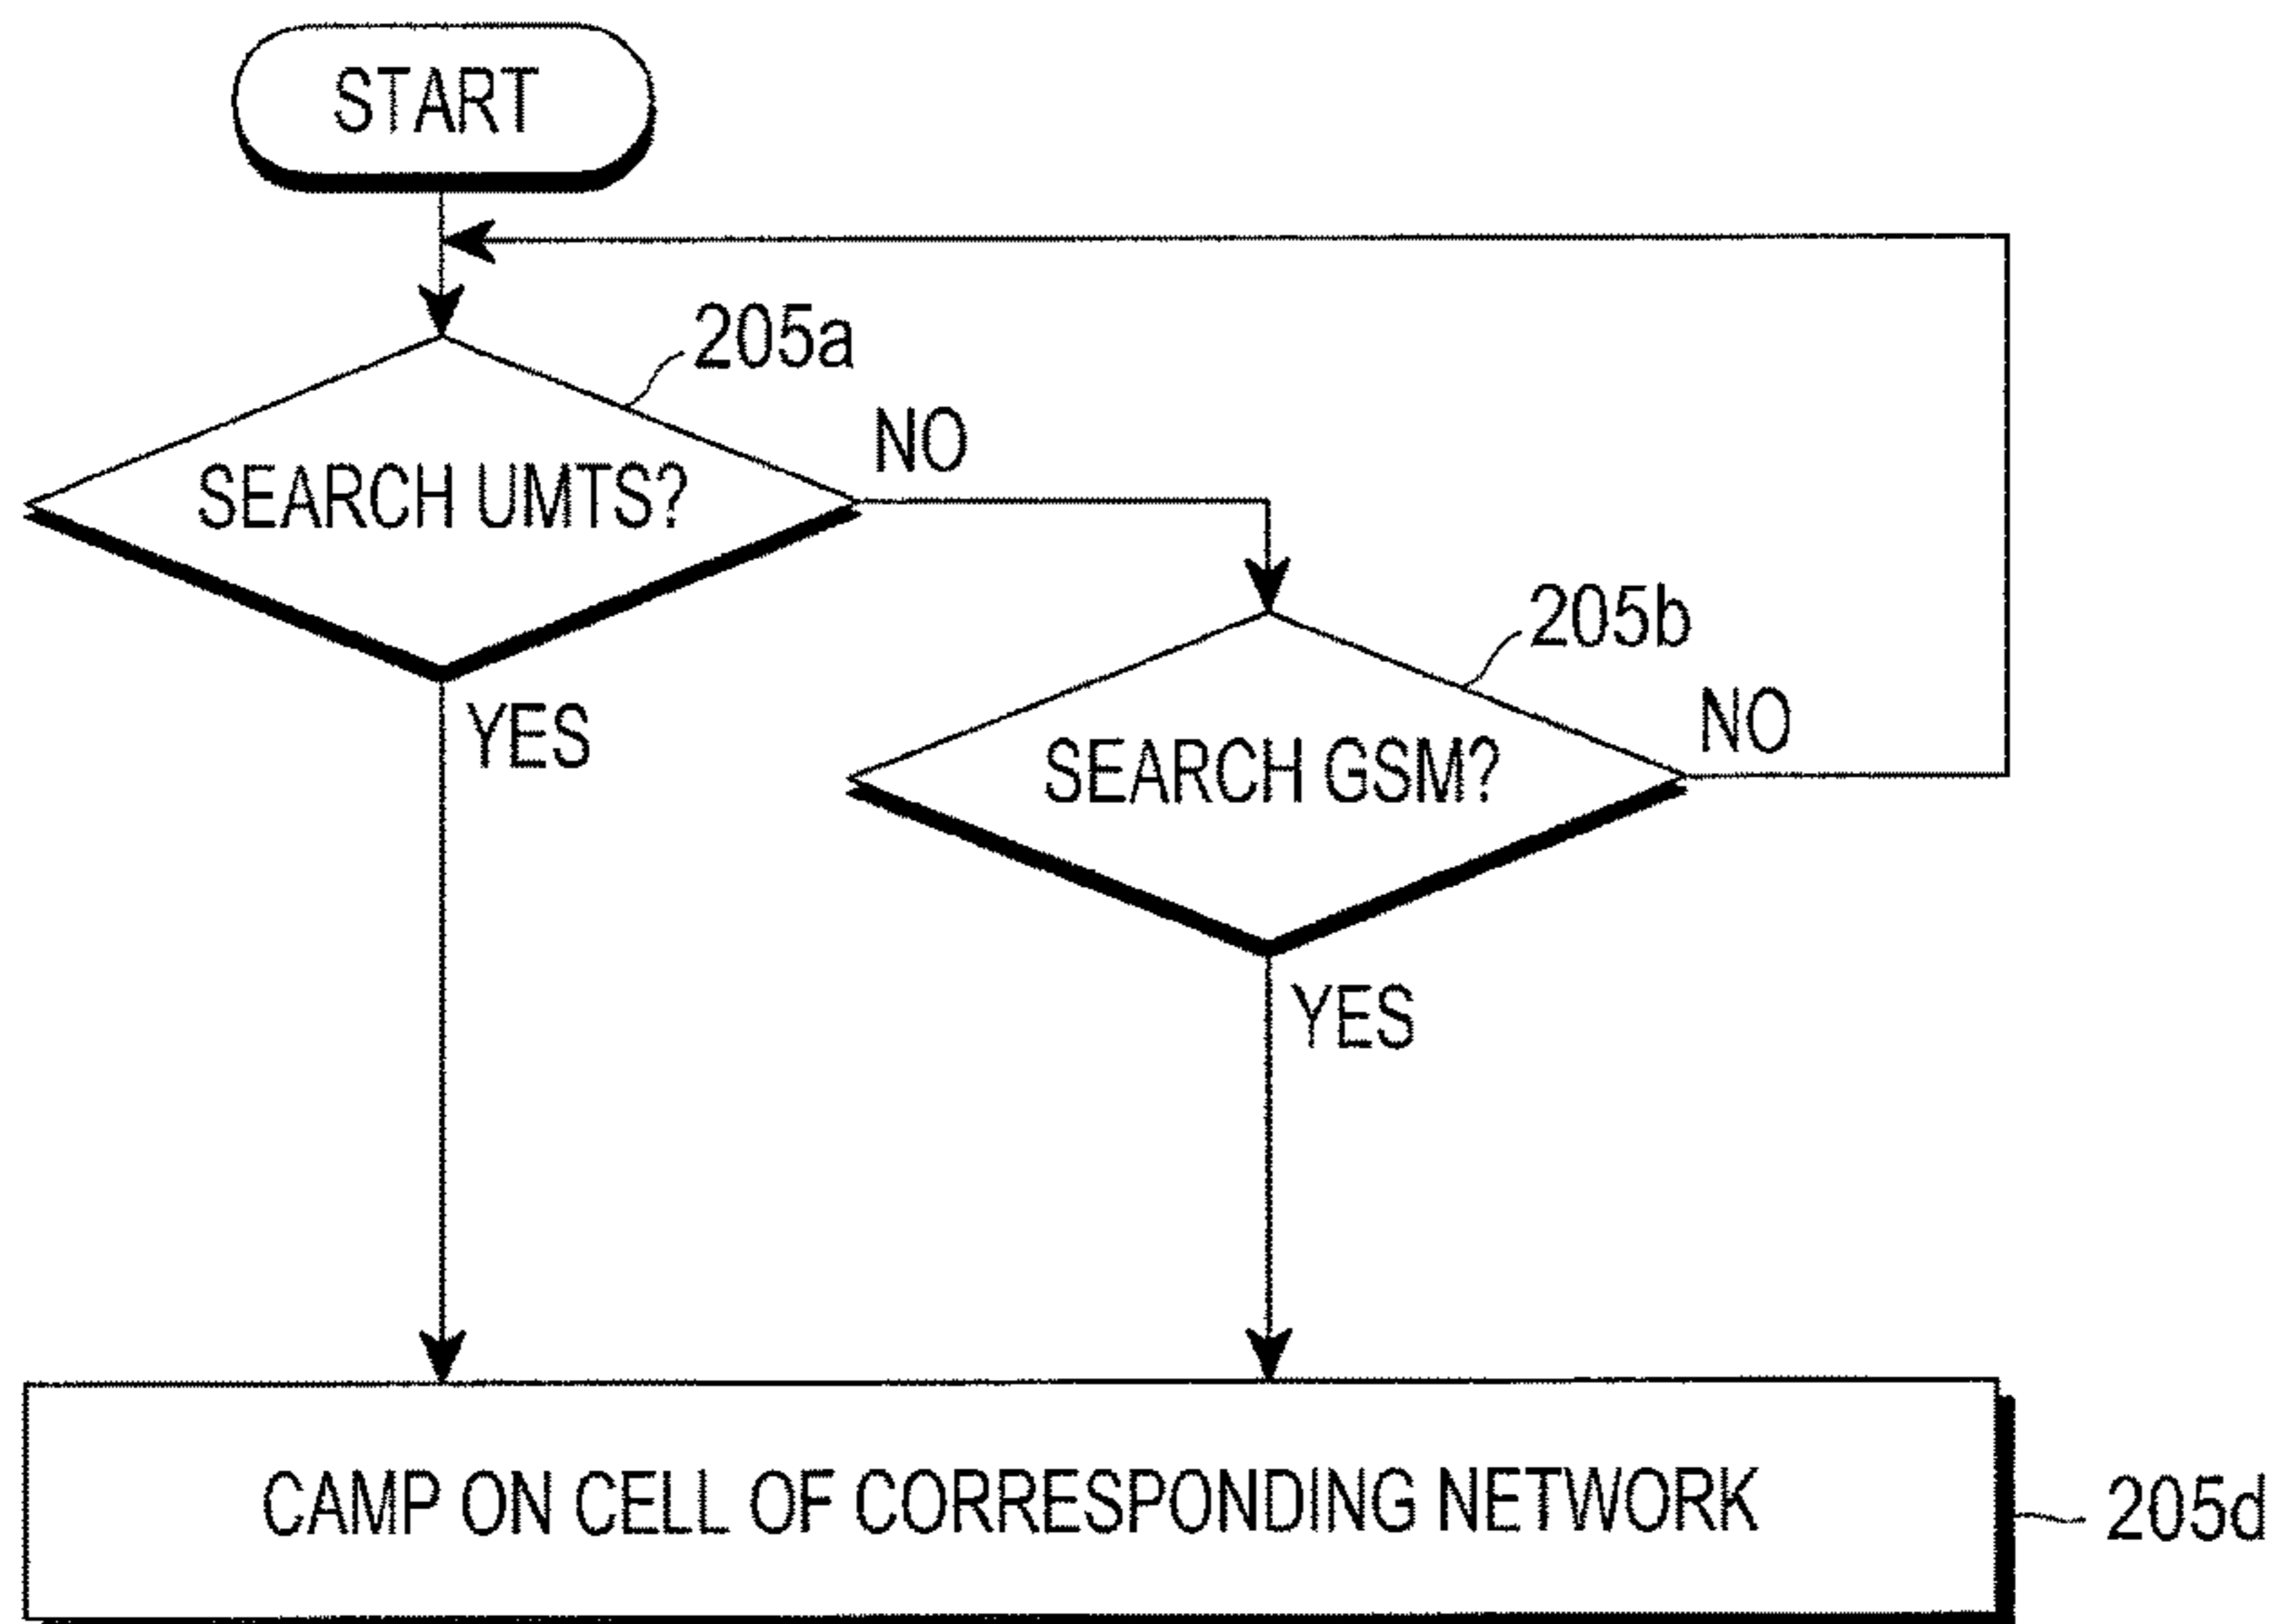 START
205a
NO
SEARCH UMTS?
205b
YES
NO
SEARCH GSM?
YES
CAMP ON CELL OF CORRESPONDING NETWORK
205d